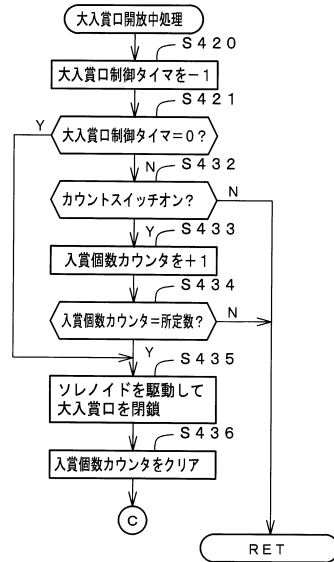 大入賞口開放中処理
S420
大入賞口制御タイマを−1
S421
Y
大入賞口制御タイマ=0?
N
S432
カウントスイッチオン?
N
Y
S433
入賞個数カウンタを+1
S434
入賞個数カウンタ=所定数?
N
Y
S435
ソレノイドを駆動して
大入賞口を閉鎖
S436
入賞個数カウンタをクリア
C
RET